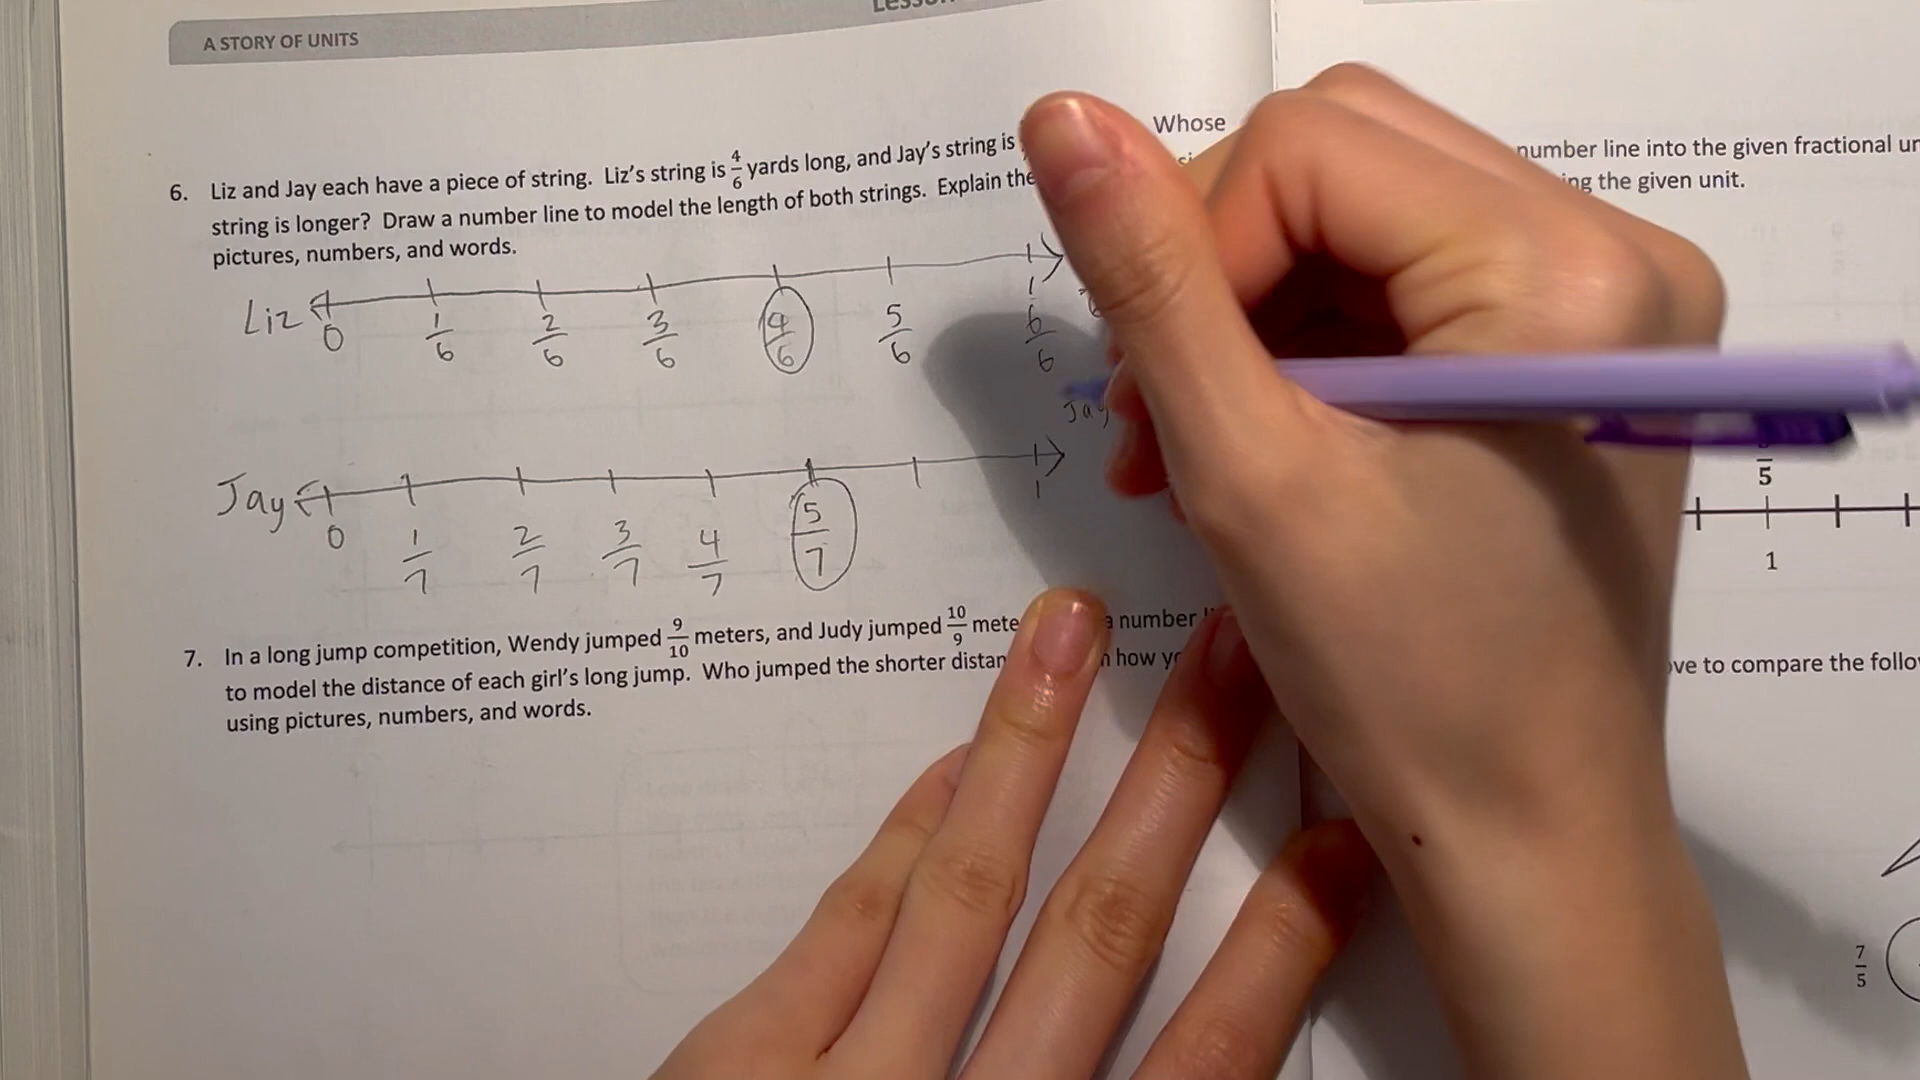 A STORY OF UNITS
6. Liz and Jay each have a piece of string. Liz's string is 4/6 yards long, and Jay's string is
Whose
string is longer? Draw a number line to model the length of both strings. Explain the
pictures, numbers, and words.
Liz
0 1/6 2/6 3/6 4/6 5/6 6/6
1
Jay
Jay
0 1/7 2/7 3/7 4/7 5/7 1
7. In a long jump competition, Wendy jumped 9/10 meters, and Judy jumped 10/9 mete a number
to model the distance of each girl's long jump. Who jumped the shorter distan how
using pictures, numbers, and words.
number line into the given fractional
the given unit.
5
1
to compare the
7/5